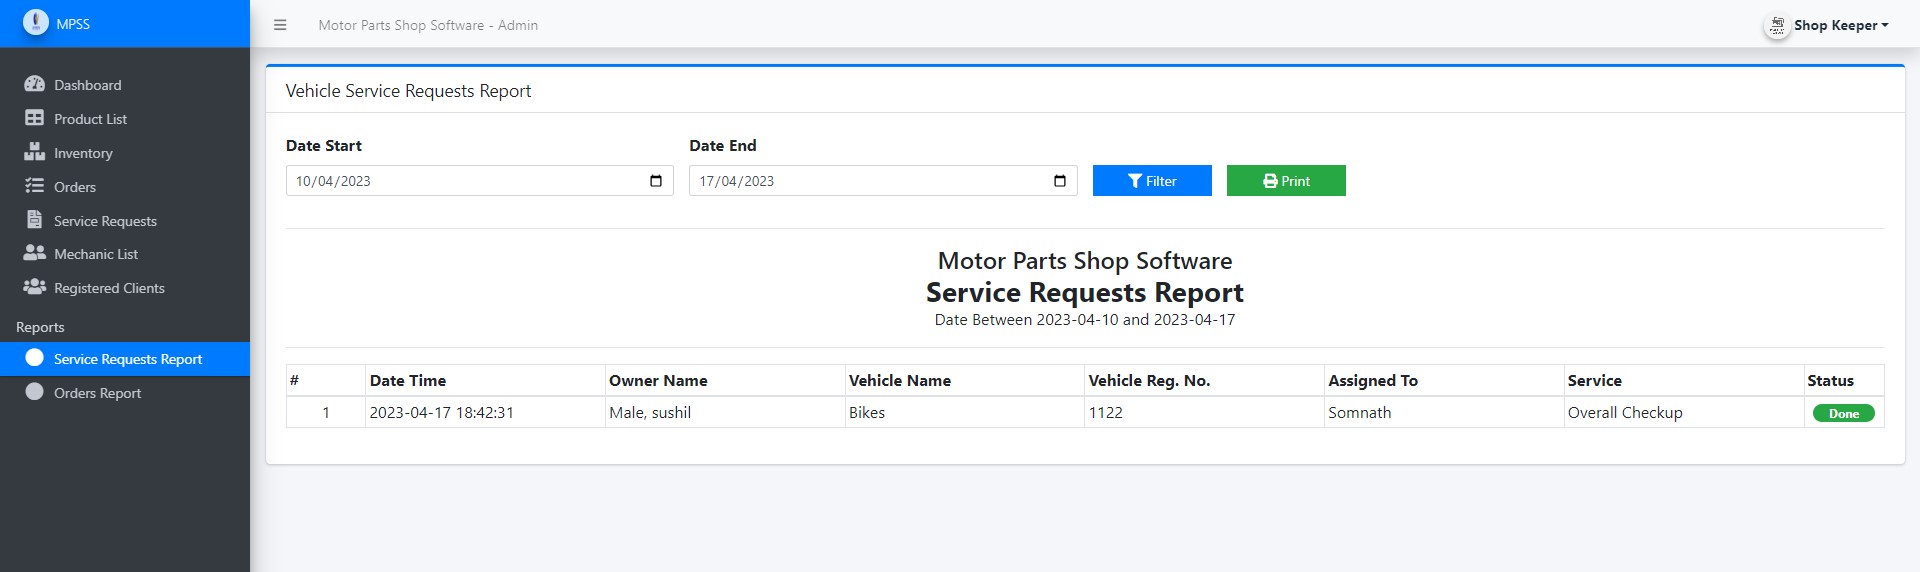 MPSS
Motor Parts Shop Software - Admin
Shop Keeper
Dashboard
Product List
Inventory
Orders
Service Requests
Mechanic List
Registered Clients
Reports
Service Requests Report
Orders Report
Vehicle Service Requests Report
Date Start
Date End
10/04/2023
17/04/2023
Filter
Print
Motor Parts Shop Software
Service Requests Report
Date Between 2023-04-10 and 2023-04-17
# Date Time Owner Name Vehicle Name Vehicle Reg. No. Assigned To Service Status
1 2023-04-17 18:42:31 Male, sushil Bikes 1122 Somnath Overall Checkup Done